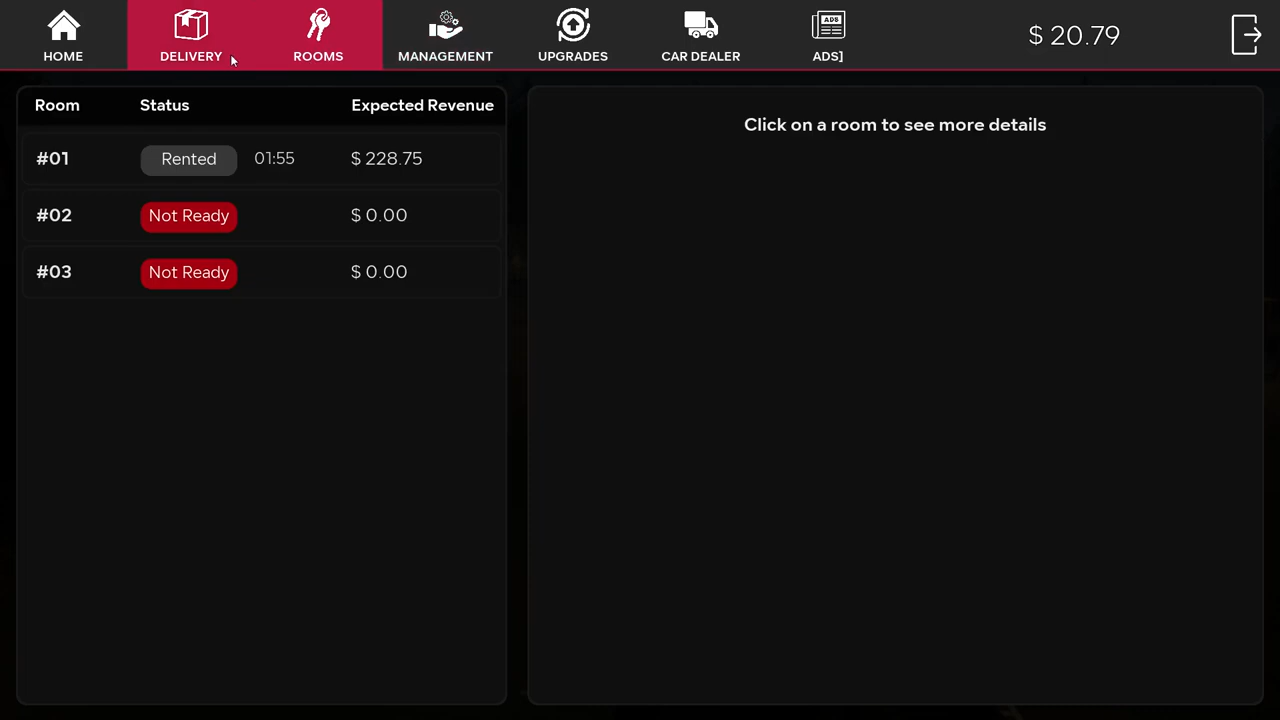 HOME
DELIVERY
ROOMS
MANAGEMENT
UPGRADES
CAR DEALER
ADS
ADS]
$ 20.79
Room Status Expected Revenue
#01 Rented 01:55 $ 228.75
#02 Not Ready $ 0.00
#03 Not Ready $ 0.00
Click on a room to see more details